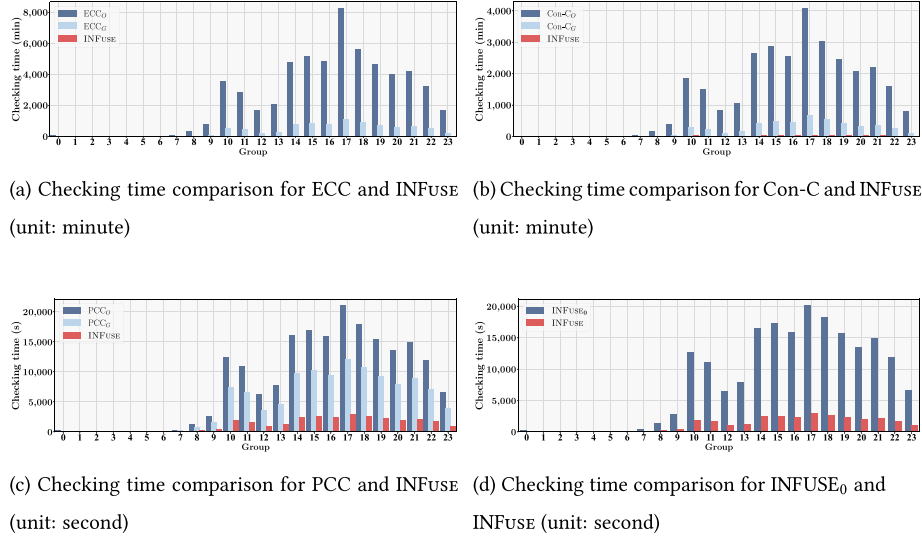 8,000
6,000
4,000
2,000
0
Checking time (min)
ECC_O
ECC_G
INFUSE
0 1 2 3 4 5 6 7 8 9 10 11 12 13 14 15 16 17 18 19 20 21 22 23
Group
(a) Checking time comparison for ECC and INFUSE
(unit: minute)
4,000
3,000
2,000
1,000
0
Checking time (min)
Con-C_O
Con-C_G
INFUSE
0 1 2 3 4 5 6 7 8 9 10 11 12 13 14 15 16 17 18 19 20 21 22 23
Group
(b) Checking time comparison for Con-C and INFUSE
(unit: minute)
20,000
15,000
10,000
5,000
0
Checking time (s)
PCC_O
PCC_G
INFUSE
0 1 2 3 4 5 6 7 8 9 10 11 12 13 14 15 16 17 18 19 20 21 22 23
Group
(c) Checking time comparison for PCC and INFUSE
(unit: second)
20,000
15,000
10,000
5,000
0
Checking time (s)
INFUSE₀
INFUSE
0 1 2 3 4 5 6 7 8 9 10 11 12 13 14 15 16 17 18 19 20 21 22 23
Group
(d) Checking time comparison for INFUSE₀ and
INFUSE (unit: second)